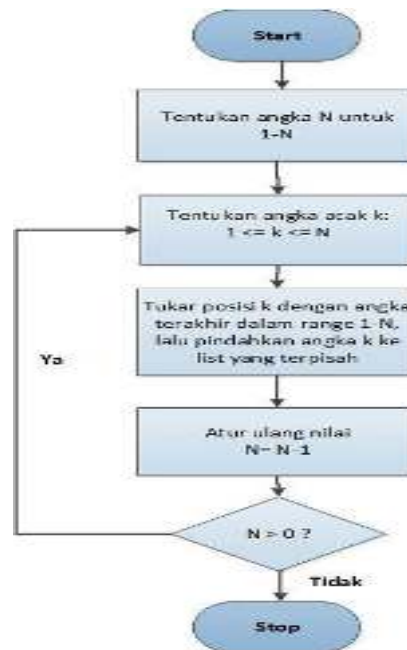 Start
Tentukan angka N untuk
1-N
Tentukan angka acak k:
1 <= k <= N
Tukar posisi k dengan angka
terakhir dalam range 1-N,
lalu pindahkan angka k ke
list yang terpisah
Ya
Atur ulang nilai
N= N-1
N > 0 ?
Tidak
Stop